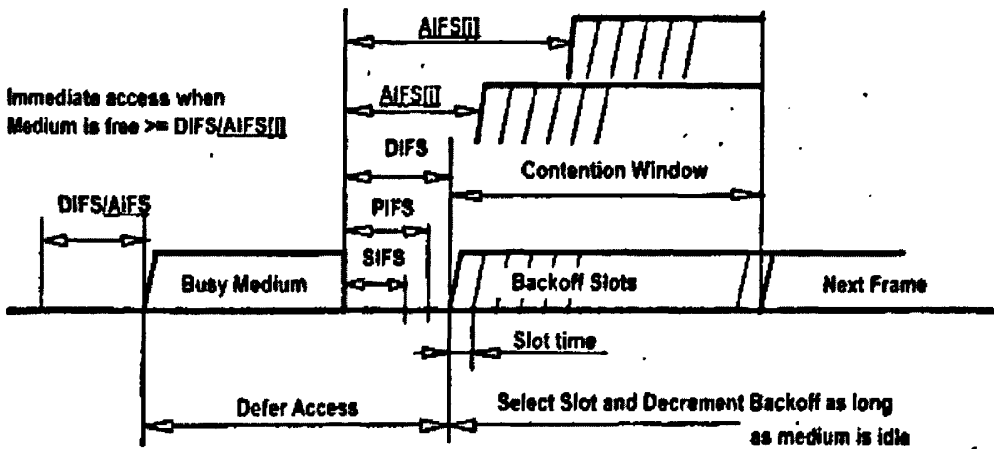 AIFS[i]
AIFS[i]
Immediate access when
Medium is free >= DIFS/AIFS[i]
DIFS
Contention Window
DIFS/AIFS
PIFS
SIFS
Busy Medium
Backoff Slots
Next Frame
Slot time
Defer Access
Select Slot and Decrement Backoff as long
as medium is idle